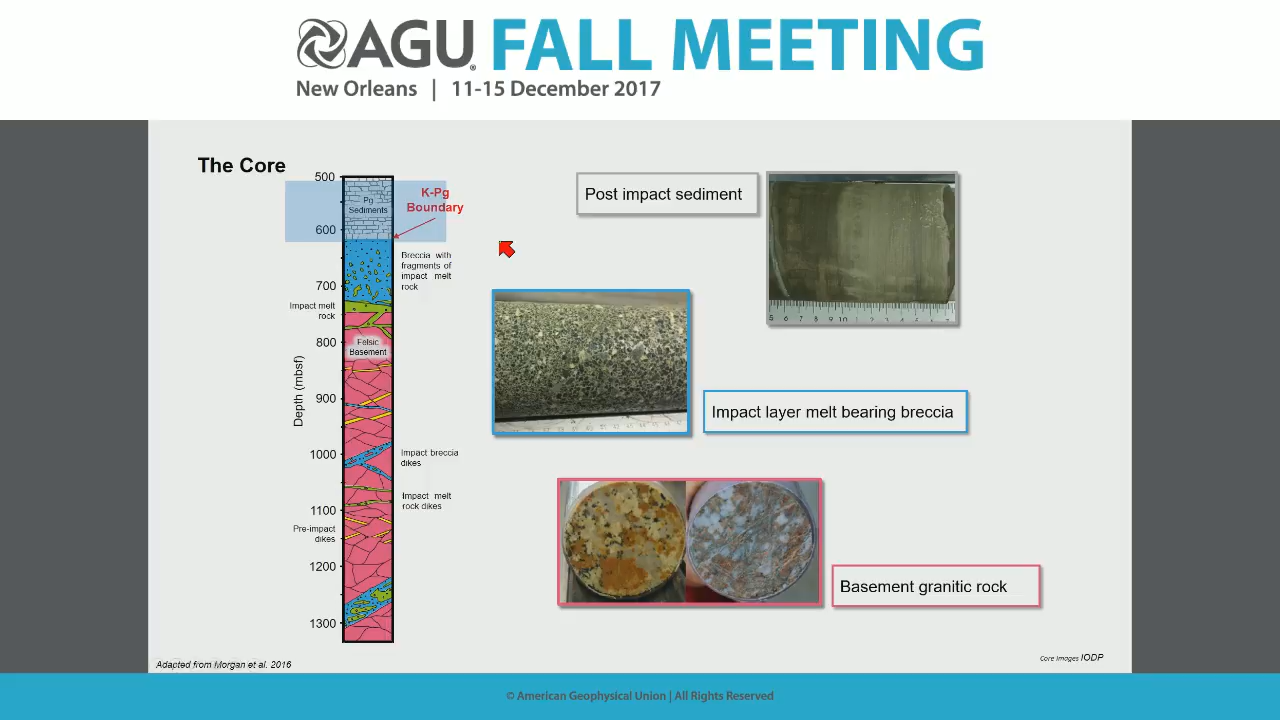 AGU FALL MEETING
New Orleans | 11-15 December 2017
The Core
500
600
700
800
900
1000
1100
1200
1300
Depth (mbsf)
Pg
Sediments
K-Pg
Boundary
Breccia with
fragments of
impact melt
rock
Impact melt
rock
Felsic
Basement
Impact breccia
dikes
Impact melt
rock dikes
Pre-impact
dikes
Post impact sediment
Impact layer melt bearing breccia
Basement granitic rock
Adapted from Morgan et al. 2016
Core Images IODP
© American Geophysical Union | All Rights Reserved